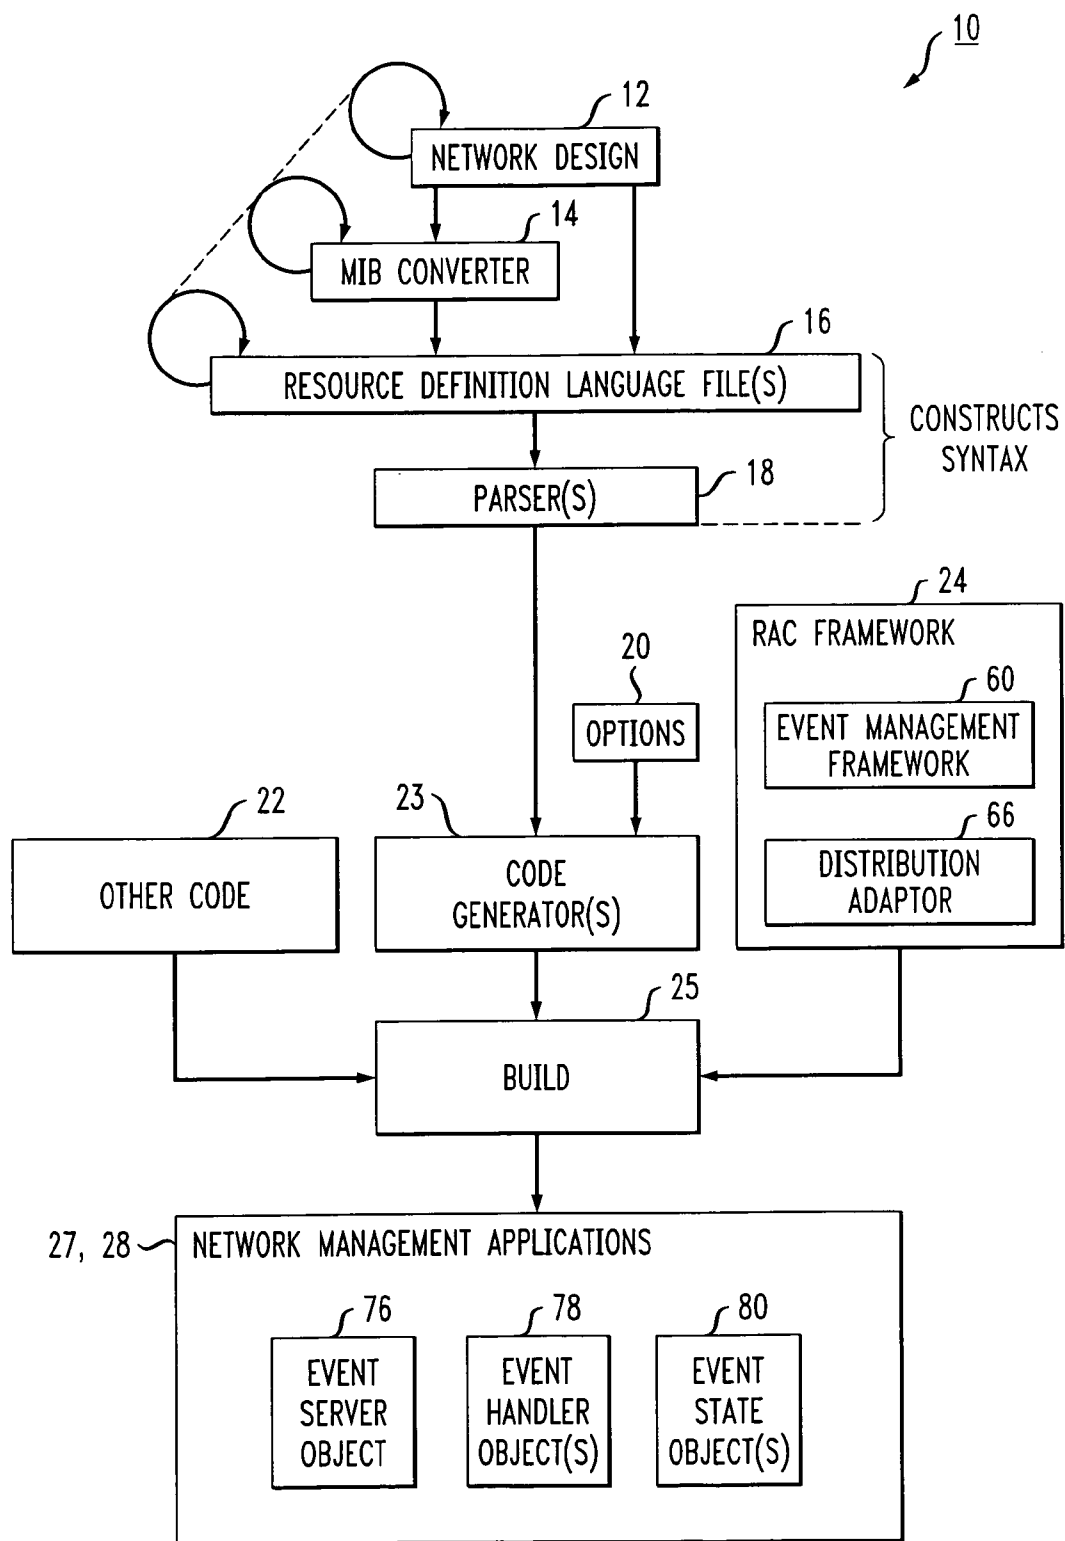 10
12
NETWORK DESIGN
14
MIB CONVERTER
16
RESOURCE DEFINITION LANGUAGE FILE(S)
CONSTRUCTS
SYNTAX
18
PARSER(S)
24
RAC FRAMEWORK
20
OPTIONS
60
EVENT MANAGEMENT
FRAMEWORK
22
OTHER CODE
23
CODE
GENERATOR(S)
66
DISTRIBUTION
ADAPTOR
25
BUILD
27, 28
NETWORK MANAGEMENT APPLICATIONS
76
EVENT
SERVER
OBJECT
78
EVENT
HANDLER
OBJECT(S)
80
EVENT
STATE
OBJECT(S)